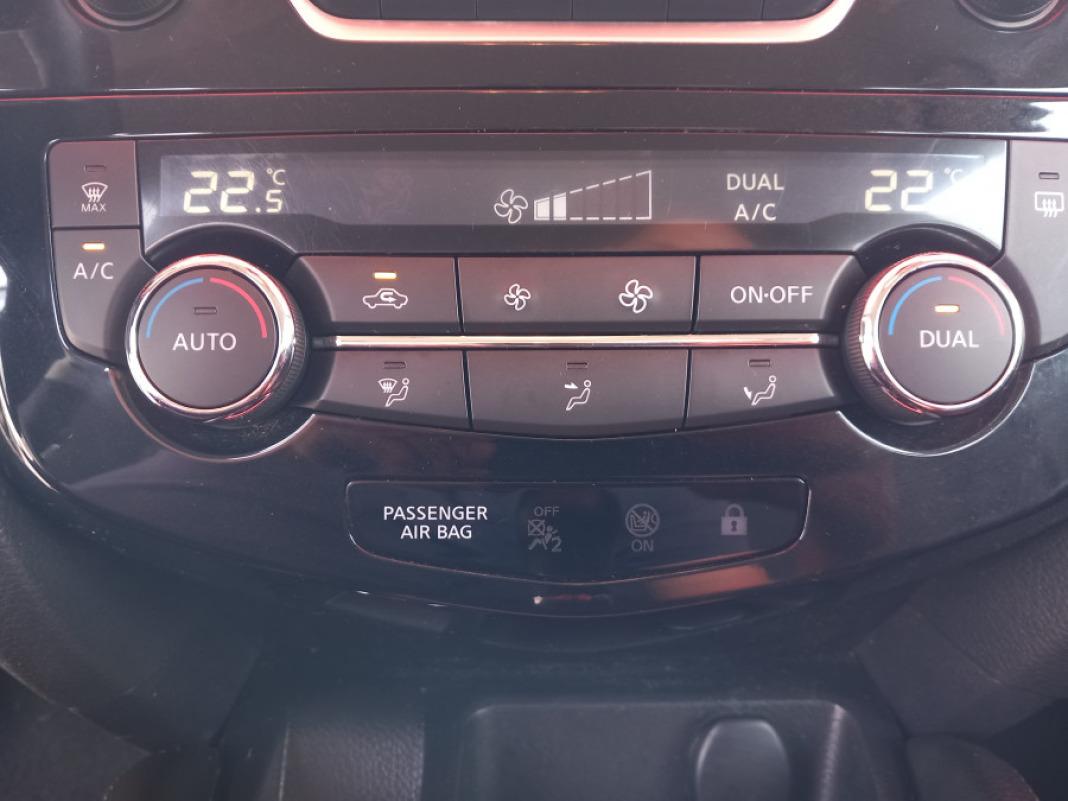 22.5 °C
DUAL
A/C
22 °C
MAX
A/C
AUTO
ON·OFF
DUAL
PASSENGER
AIR BAG
OFF
2
ON